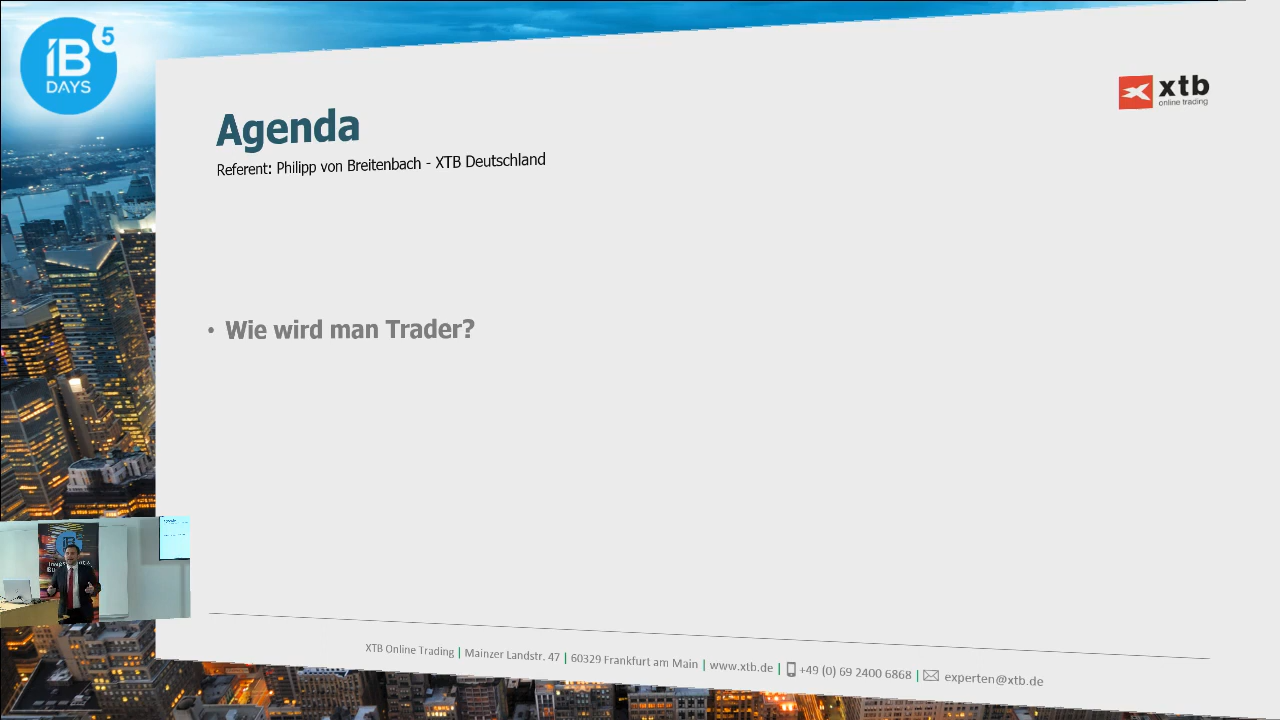 IB
5
DAYS
xtb
online trading
Agenda
Referent: Philipp von Breitenbach - XTB Deutschland
• Wie wird man Trader?
XTB Online Trading | Mainzer Landstr. 47 | 60329 Frankfurt am Main | www.xtb.de | +49 (0) 69 2400 6868 | experten@xtb.de